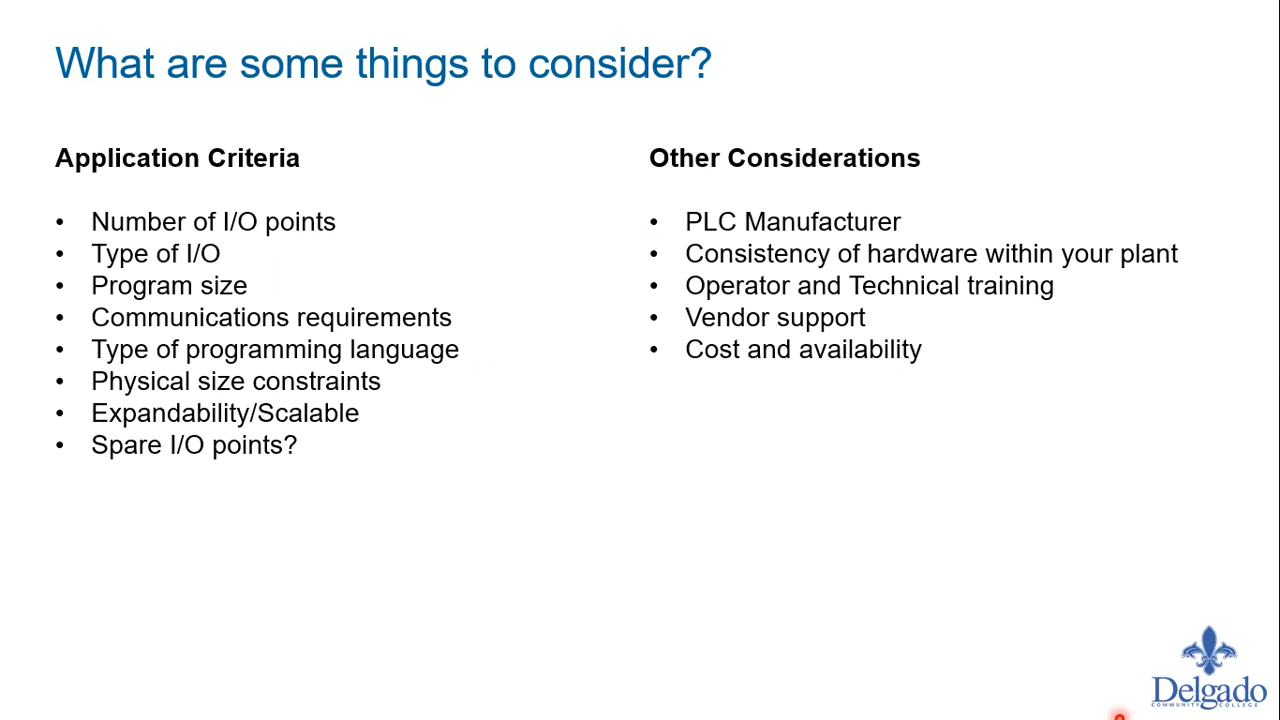 What are some things to consider?
Application Criteria
• Number of I/O points
• Type of I/O
• Program size
• Communications requirements
• Type of programming language
• Physical size constraints
• Expandability/Scalable
• Spare I/O points?
Other Considerations
• PLC Manufacturer
• Consistency of hardware within your plant
• Operator and Technical training
• Vendor support
• Cost and availability
Delgado
COMMUNITY COLLEGE